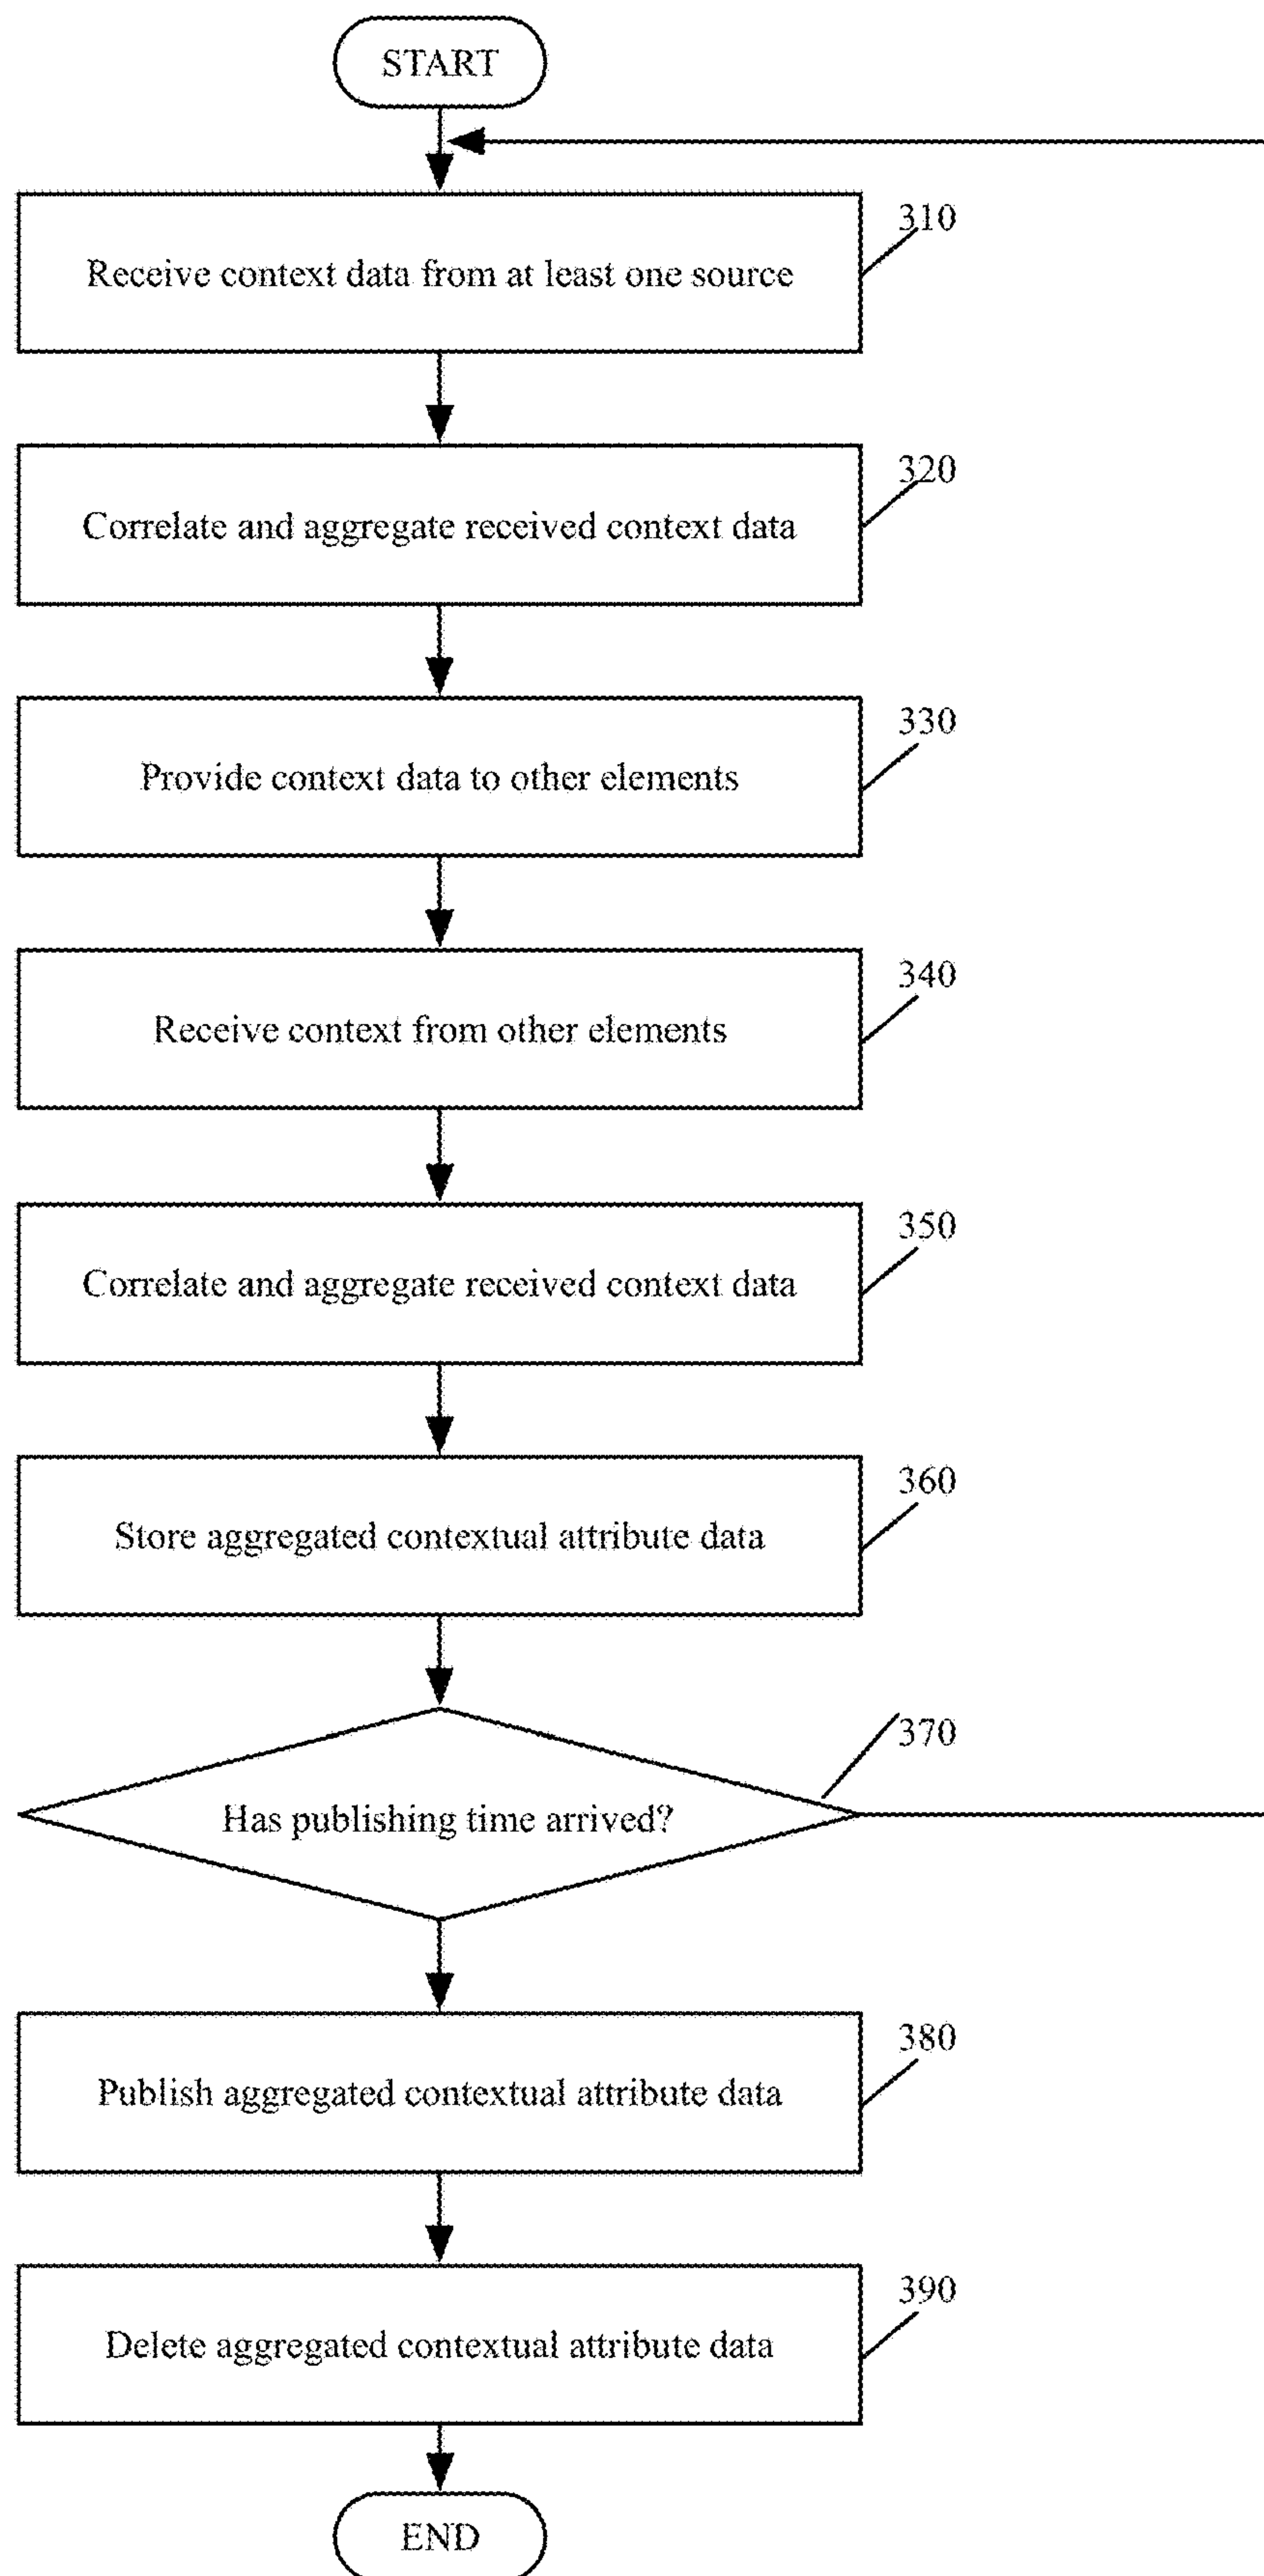 START
310
Receive context data from at least one source
320
Correlate and aggregate received context data
330
Provide context data to other elements
340
Receive context from other elements
350
Correlate and aggregate received context data
360
Store aggregated contextual attribute data
370
Has publishing time arrived?
380
Publish aggregated contextual attribute data
390
Delete aggregated contextual attribute data
END